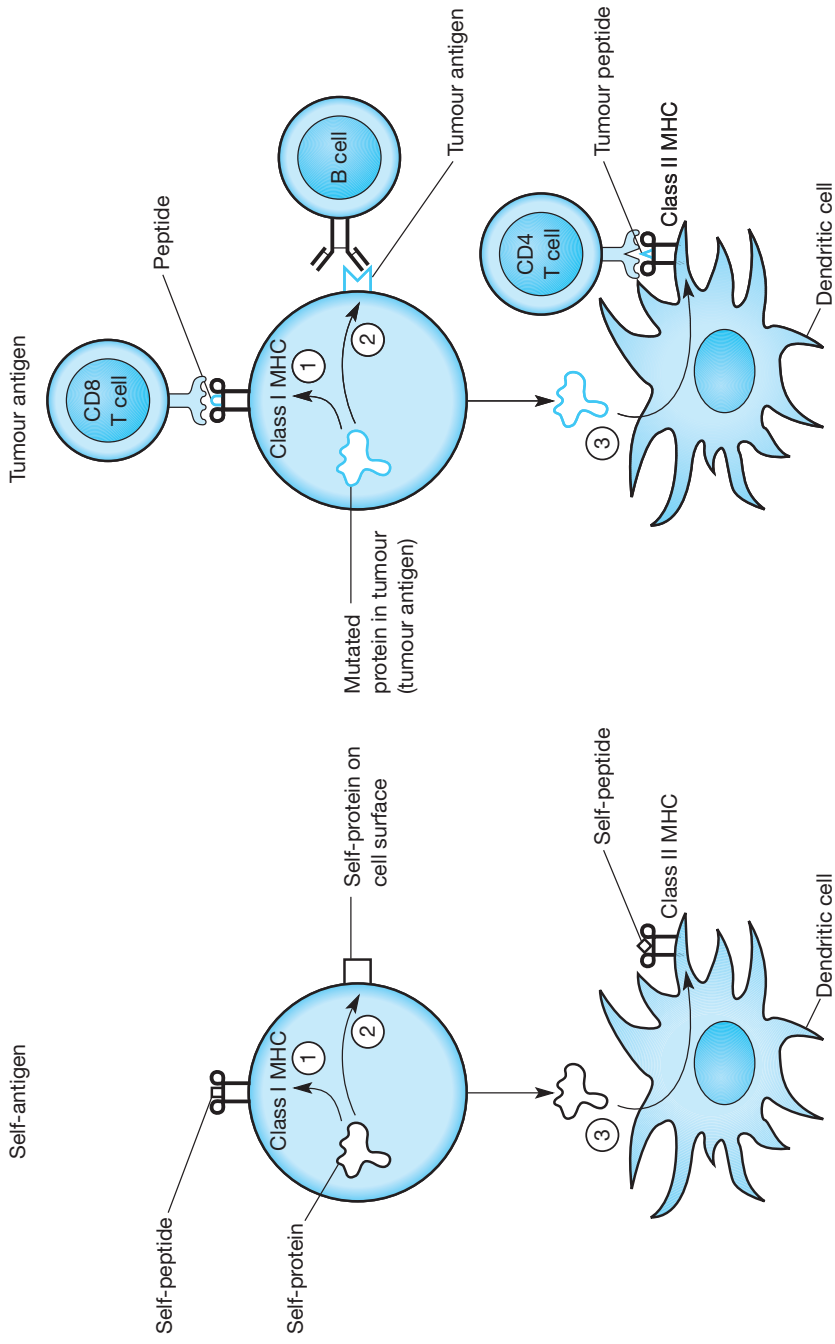 Self-antigen
Self-peptide
Class I MHC
1
2
Self-protein
Self-protein on
cell surface
3
Self-peptide
Class II MHC
Dendritic cell
Tumour antigen
CD8
T cell
Peptide
Class I MHC
1
2
B cell
Mutated
protein in tumour
(tumour antigen)
Tumour antigen
CD4
T cell
3
Tumour peptide
Class II MHC
Dendritic cell